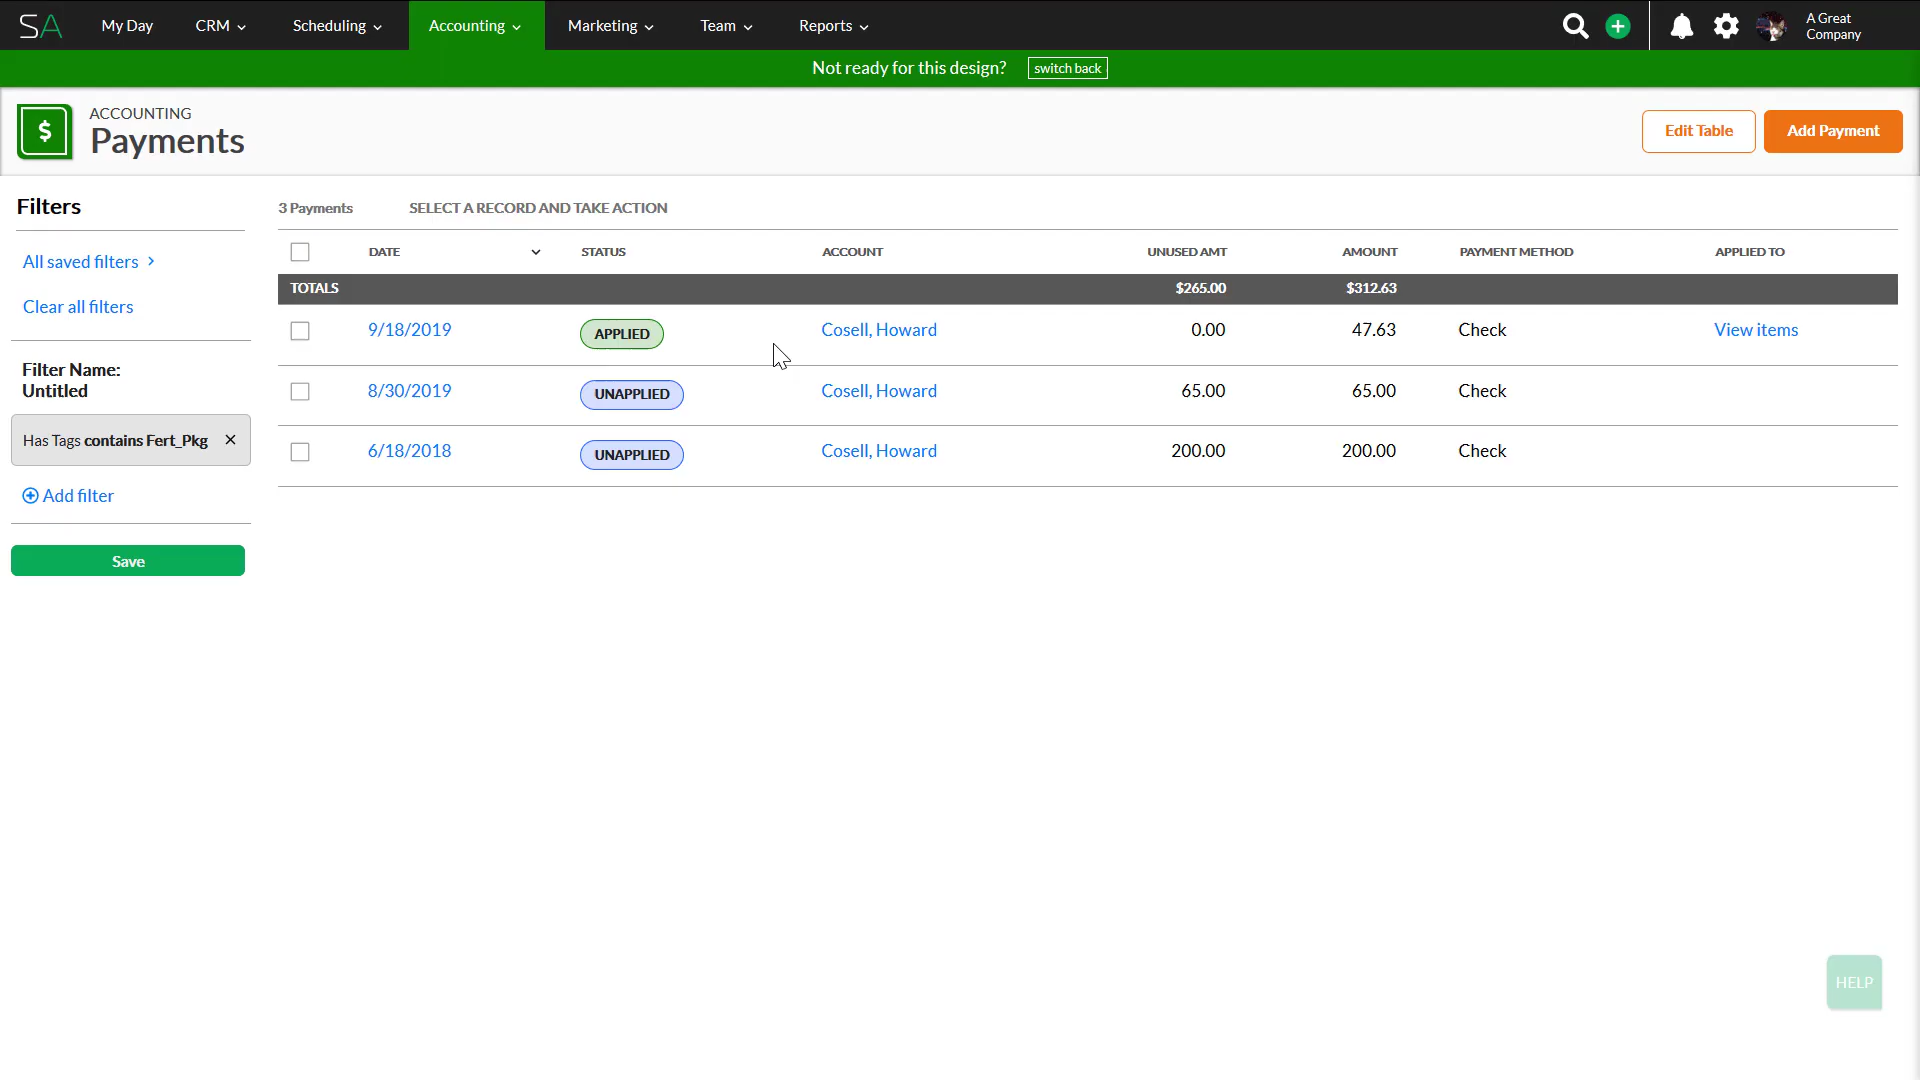 SA My Day CRM Scheduling Accounting Marketing Team Reports A Great Company
Not ready for this design? switch back
$ ACCOUNTING
Payments
Edit Table Add Payment
Filters
All saved filters
Clear all filters
Filter Name:
Untitled
Has Tags contains Fert_Pkg
Add filter
Save
3 Payments SELECT A RECORD AND TAKE ACTION
DATE STATUS ACCOUNT UNUSED AMT AMOUNT PAYMENT METHOD APPLIED TO
TOTALS $265.00 $312.63
9/18/2019 APPLIED Cosell, Howard 0.00 47.63 Check View items
8/30/2019 UNAPPLIED Cosell, Howard 65.00 65.00 Check
6/18/2018 UNAPPLIED Cosell, Howard 200.00 200.00 Check
HELP